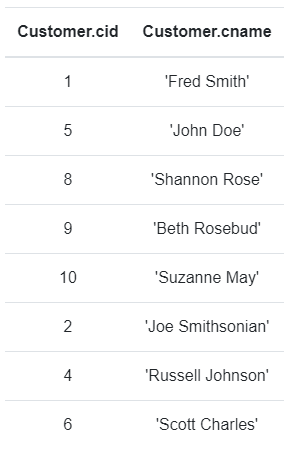 Customer.cid Customer.cname
1 'Fred Smith'
5 'John Doe'
8 'Shannon Rose'
9 'Beth Rosebud'
10 'Suzanne May'
2 'Joe Smithsonian'
4 'Russell Johnson'
6 'Scott Charles'